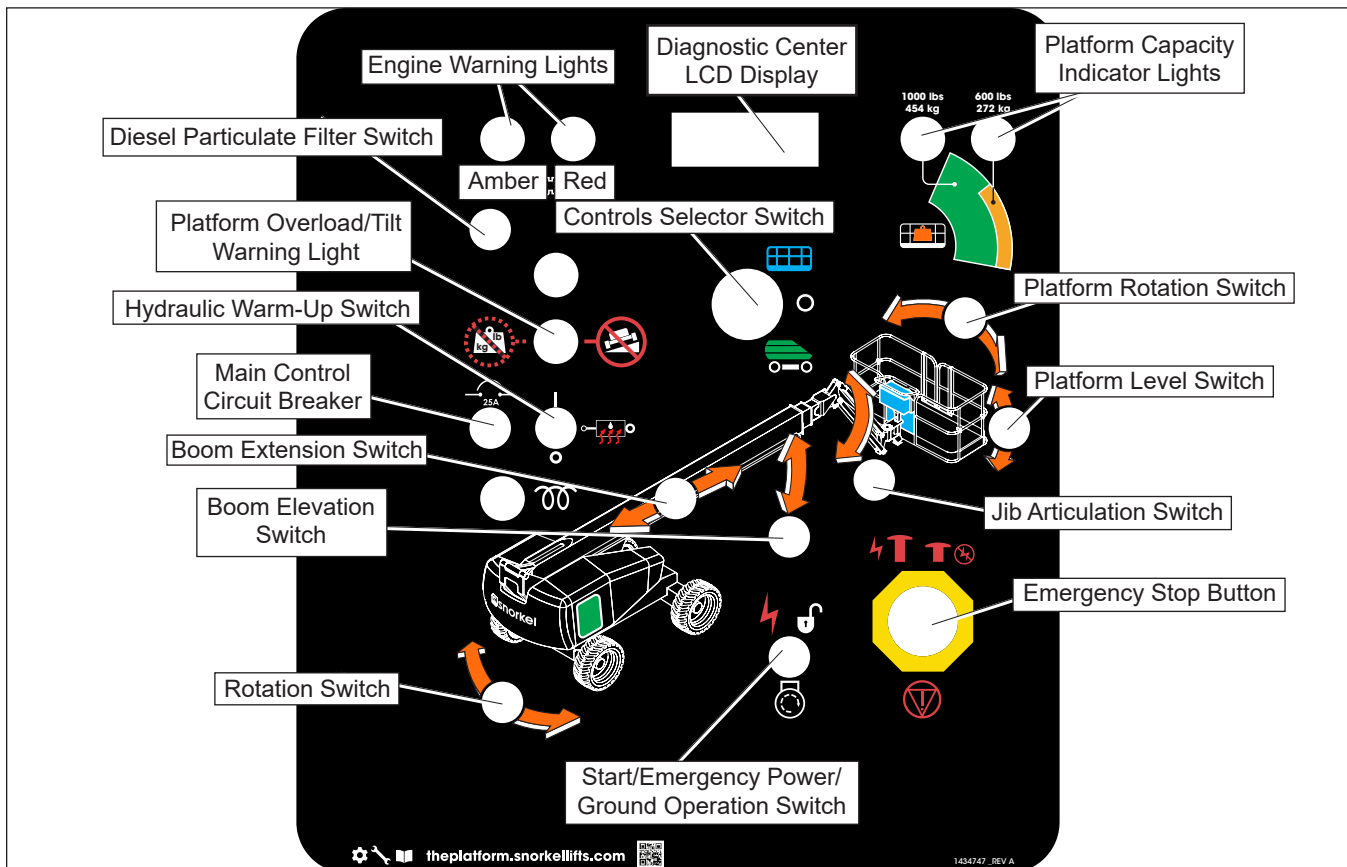 Engine Warning Lights
Diagnostic Center
LCD Display
Platform Capacity
Indicator Lights
1000 lbs
454 kg
600 lbs
272 kg
Diesel Particulate Filter Switch
Amber
Red
Platform Overload/Tilt
Warning Light
Controls Selector Switch
Hydraulic Warm-Up Switch
Platform Rotation Switch
lb
kg
Main Control
Circuit Breaker
25A
Platform Level Switch
Boom Extension Switch
Boom Elevation
Switch
Jib Articulation Switch
snorkel
Emergency Stop Button
Rotation Switch
Start/Emergency Power/
Ground Operation Switch
theplatform.snorkellifts.com
1434747 _REV A